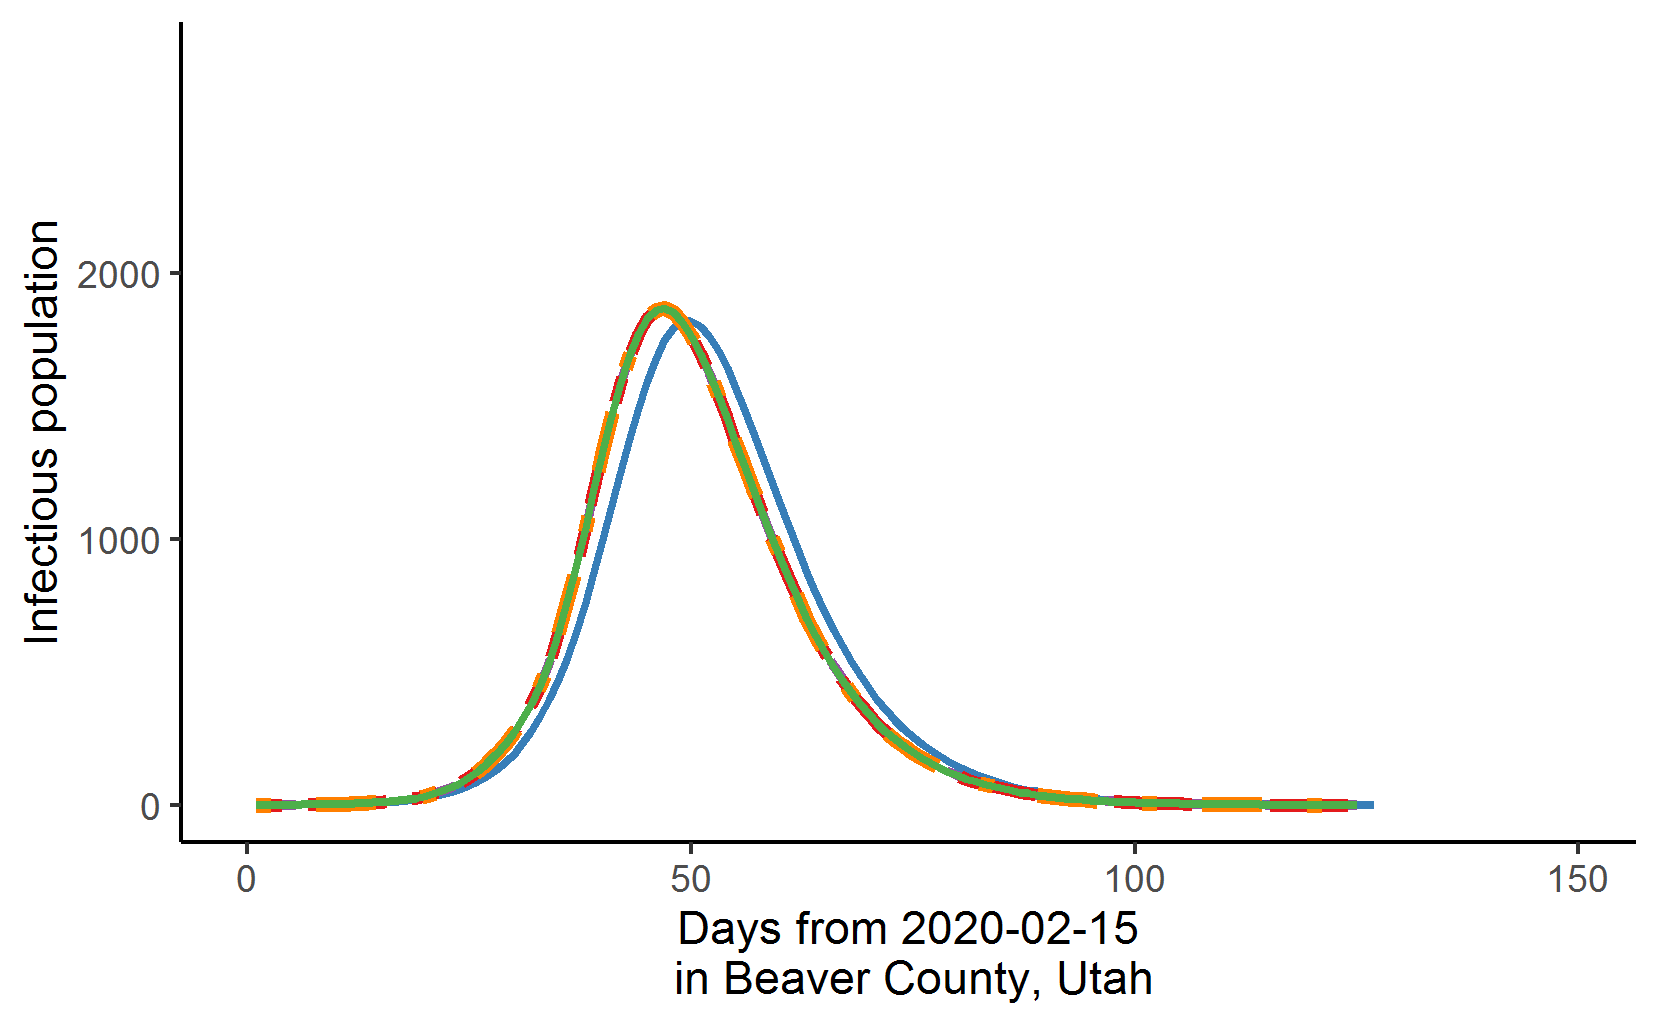 Infectious population
2000
1000
0
0 50 100 150
Days from 2020-02-15
in Beaver County, Utah